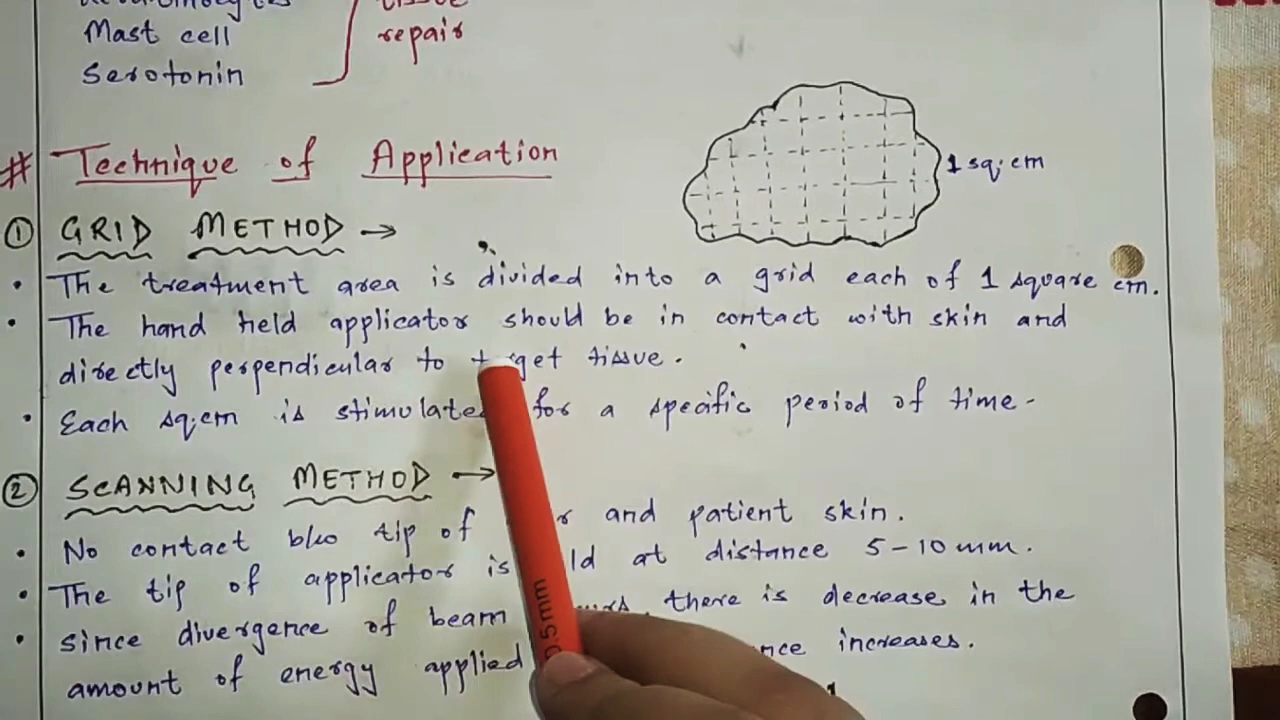 tissue
Mast cell
repair
Serotonin
# Technique of Application
1 sq.cm
① GRID METHOD →
• The treatment area is divided into a grid each of 1 square cm.
• The hand held applicator should be in contact with skin and
directly perpendicular to target tissue.
• Each sq.cm is stimulated for a specific period of time.
② SCANNING METHOD →
• No contact b/w tip of and patient skin.
• The tip of applicator is at distance 5-10 mm.
• Since divergence of beam there is decrease in the
amount of energy applied increases.
0.5mm